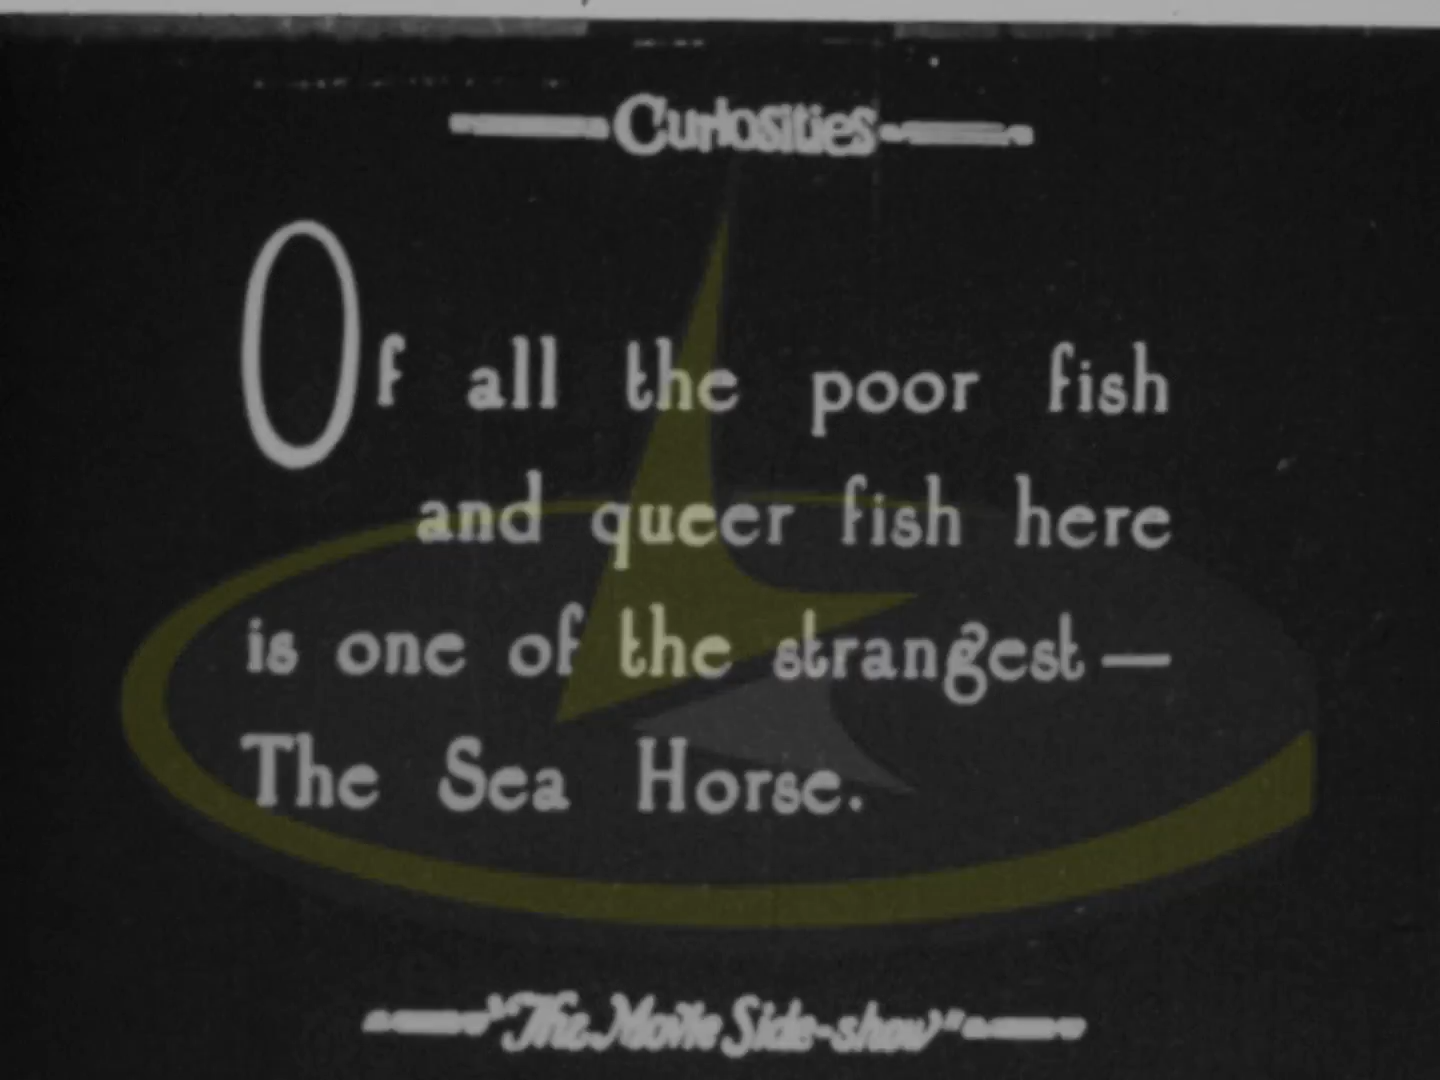 Curiosities
Of all the poor fish
and queer fish here
is one of the strangest —
The Sea Horse.
"The Movie Side-show"